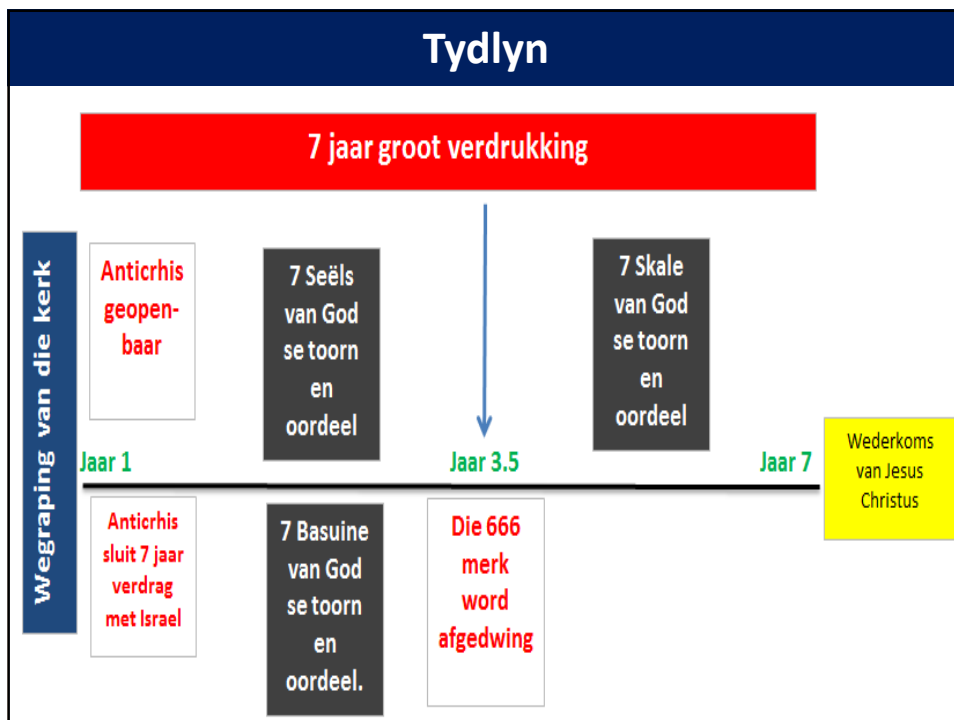 Tydlyn
7 jaar groot verdrukking
Wegraping van die kerk
Anticrhis
geopen-
baar
7 Seëls
van God
se toorn
en
oordeel
7 Skale
van God
se toorn
en
oordeel
Jaar 1
Jaar 3.5
Jaar 7
Wederkoms
van Jesus
Christus
Anticrhis
sluit 7 jaar
verdrag
met Israel
7 Basuine
van God
se toorn
en
oordeel.
Die 666
merk
word
afgedwing